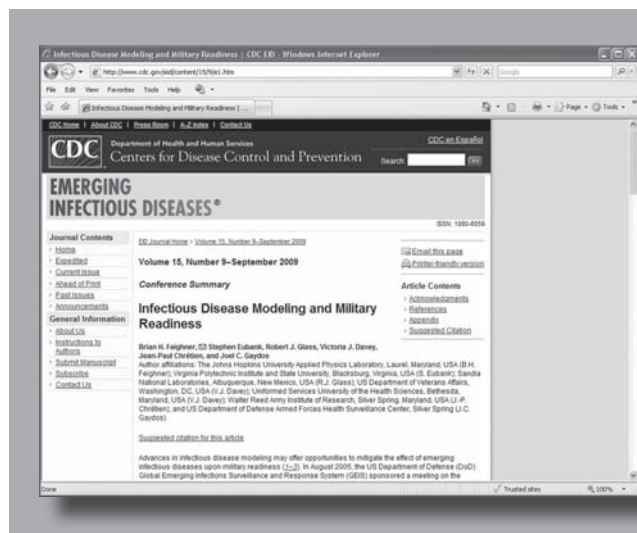 Infectious Disease Modeling and Military Readiness | CDC EID - Windows Internet Explorer
http://www.cdc.gov/eid/content/15/9/e1.htm
Google
File Edit View Favorites Tools Help
Infectious Disease Modeling and Military Readiness | ...
Page Tools
CDC Home | About CDC | Press Room | A-Z Index | Contact Us
CDC en Español
CDC
Department of Health and Human Services
Centers for Disease Control and Prevention
Search:
EMERGING
INFECTIOUS DISEASES®
ISSN: 1080-6059
Journal Contents
Home
Expedited
Current Issue
Ahead of Print
Past Issues
Announcements
General Information
About Us
Instructions to
Authors
Submit Manuscript
Subscribe
Contact Us
EID Journal Home > Volume 15, Number 9–September 2009
Volume 15, Number 9–September 2009
Conference Summary
Infectious Disease Modeling and Military
Readiness
Brian H. Feighner, Stephen Eubank, Robert J. Glass, Victoria J. Davey,
Jean-Paul Chrétien, and Joel C. Gaydos
Author affiliations: The Johns Hopkins University Applied Physics Laboratory, Laurel, Maryland, USA (B.H.
Feighner); Virginia Polytechnic Institute and State University, Blacksburg, Virginia, USA (S. Eubank); Sandia
National Laboratories, Albuquerque, New Mexico, USA (R.J. Glass); US Department of Veterans Affairs,
Washington, DC, USA (V.J. Davey); Uniformed Services University of the Health Sciences, Bethesda,
Maryland, USA (V.J. Davey); Walter Reed Army Institute of Research, Silver Spring, Maryland, USA (J.-P.
Chrétien); and US Department of Defense Armed Forces Health Surveillance Center, Silver Spring (J.C.
Gaydos)
Suggested citation for this article
Advances in infectious disease modeling may offer opportunities to mitigate the effect of emerging
infectious diseases upon military readiness (1–3). In August 2005, the US Department of Defense (DoD)
Global Emerging Infections Surveillance and Response System (GEIS) sponsored a meeting on the
Email this page
Printer-friendly version
Article Contents
Acknowledgments
References
Appendix
Suggested Citation
Done
Trusted sites
100%